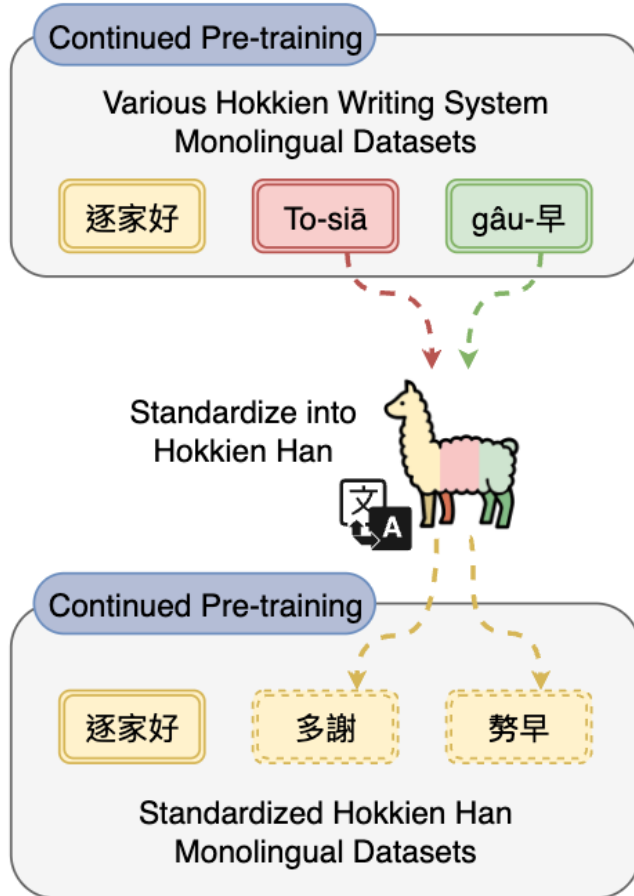 Continued Pre-training
Various Hokkien Writing System
Monolingual Datasets
逐家好
To-siā
gâu-早
Standardize into
Hokkien Han
文
A
Continued Pre-training
逐家好
多謝
勢早
Standardized Hokkien Han
Monolingual Datasets